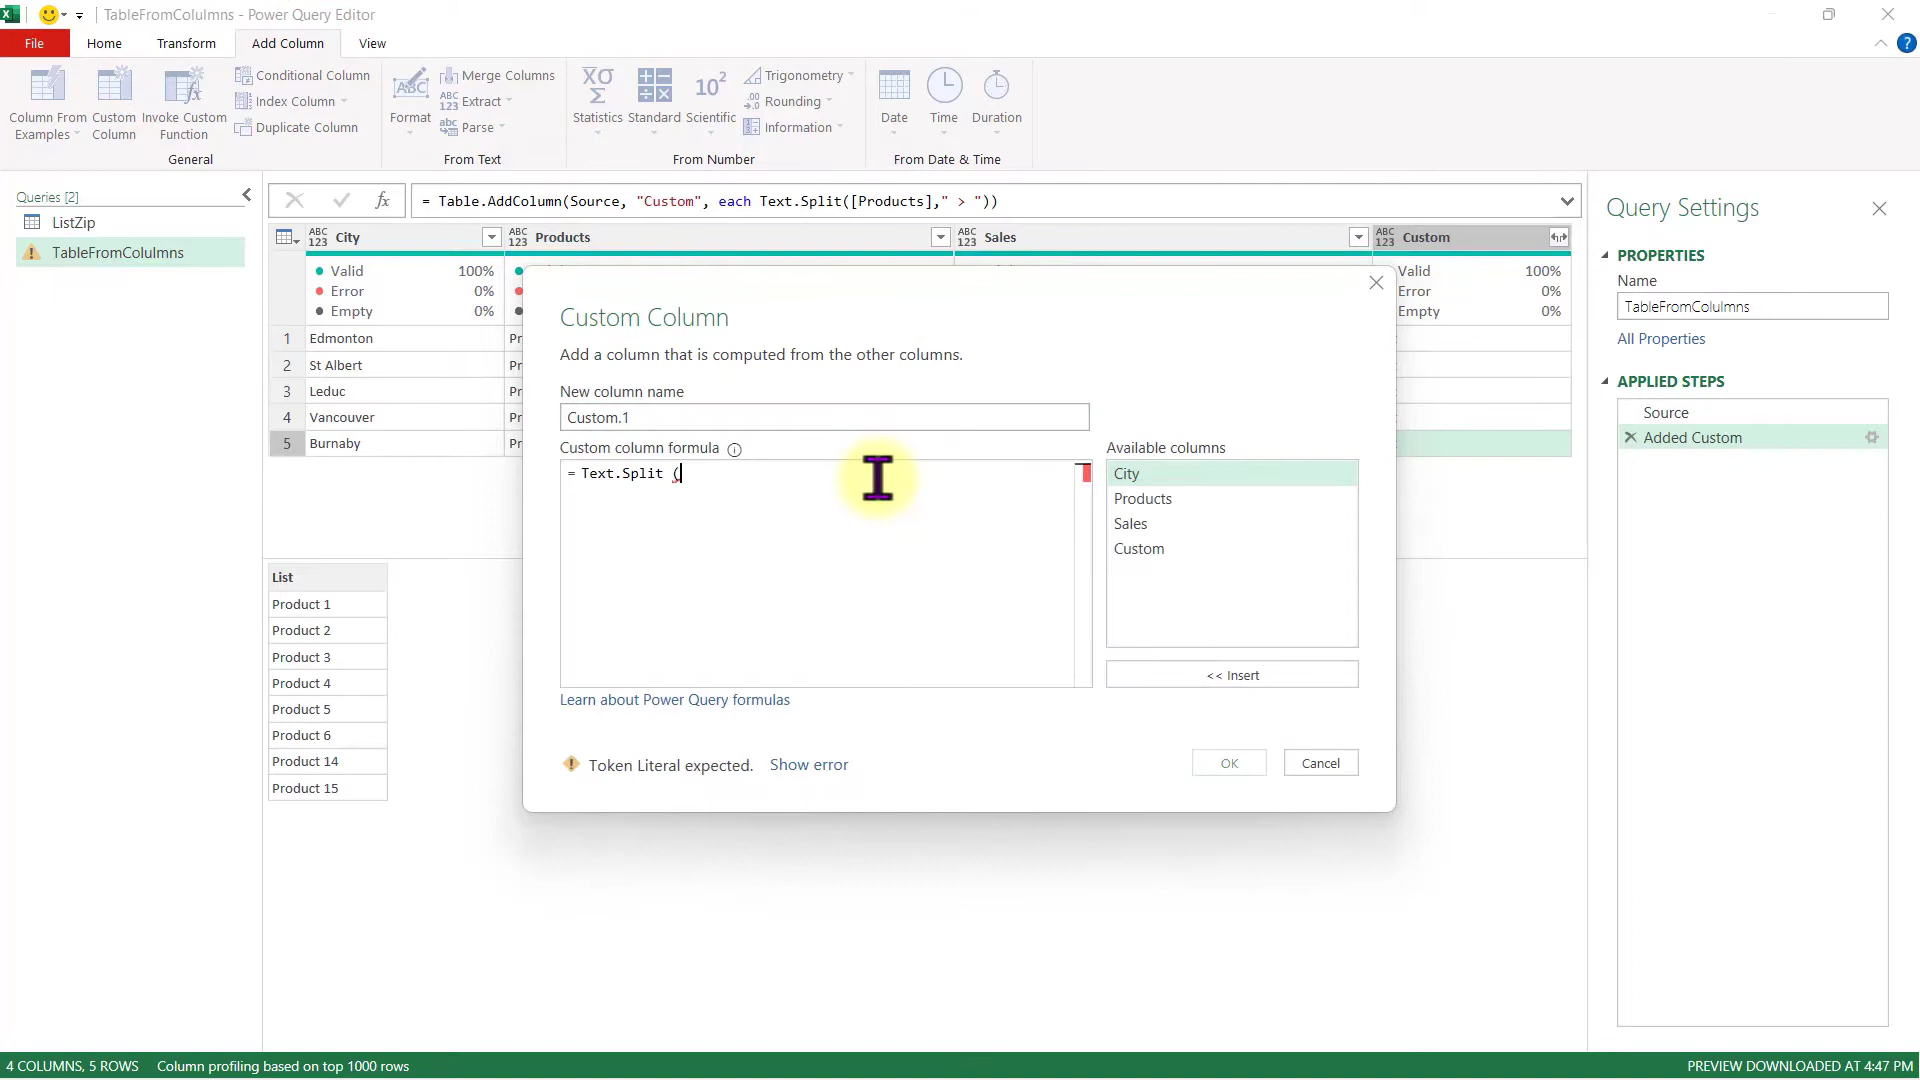 TableFromColulmns - Power Query Editor
File Home Transform Add Column View
Column From Examples
Custom Column
Invoke Custom Function
Conditional Column
Index Column
Duplicate Column
General
Format
Merge Columns
Extract
Parse
From Text
Statistics
Standard
Scientific
Trigonometry
Rounding
Information
From Number
Date
Time
Duration
From Date & Time
Queries [2]
ListZip
TableFromColulmns
= Table.AddColumn(Source, "Custom", each Text.Split([Products]," > "))
City Products Sales Custom
Valid 100%
Error 0%
Empty 0%
Valid 100%
Error 0%
Empty 0%
1 Edmonton Pr
2 St Albert Pr
3 Leduc Pr
4 Vancouver Pr
5 Burnaby Pr
List
Product 1
Product 2
Product 3
Product 4
Product 5
Product 6
Product 14
Product 15
Custom Column
Add a column that is computed from the other columns.
New column name
Custom.1
Custom column formula
= Text.Split (
Available columns
City
Products
Sales
Custom
<< Insert
Learn about Power Query formulas
Token Literal expected. Show error
OK Cancel
Query Settings
PROPERTIES
Name
TableFromColulmns
All Properties
APPLIED STEPS
Source
Added Custom
4 COLUMNS, 5 ROWS Column profiling based on top 1000 rows
PREVIEW DOWNLOADED AT 4:47 PM